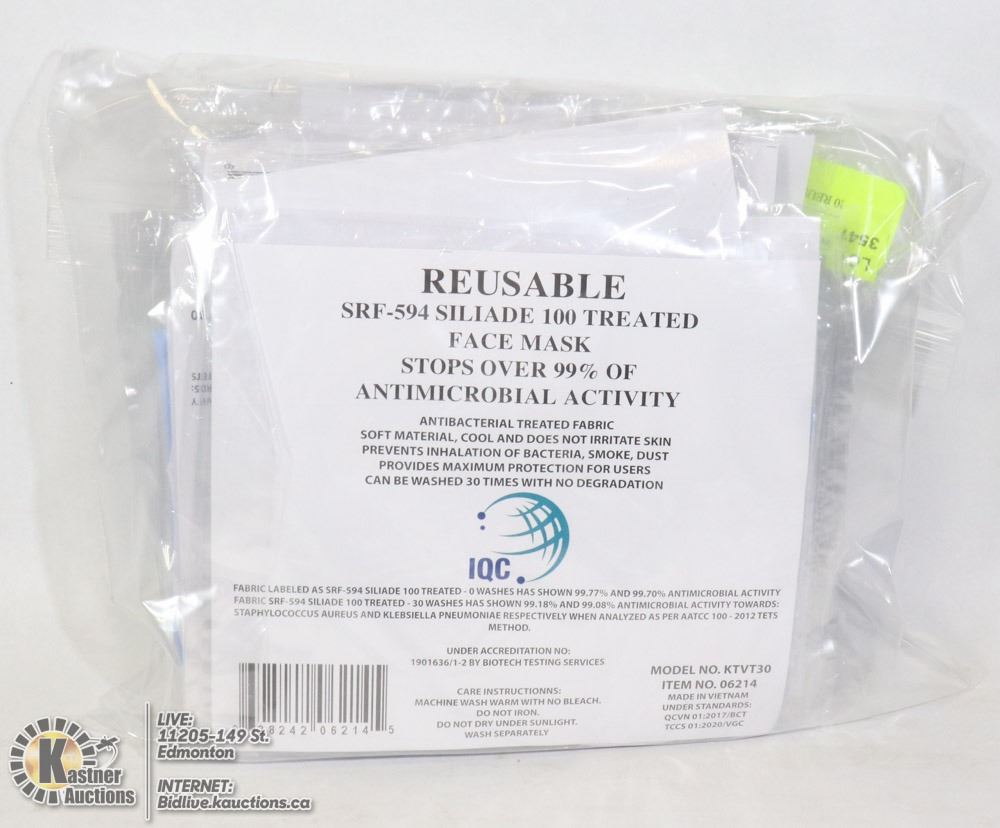 REUSABLE
SRF-594 SILIADE 100 TREATED
FACE MASK
STOPS OVER 99% OF
ANTIMICROBIAL ACTIVITY
ANTIBACTERIAL TREATED FABRIC
SOFT MATERIAL, COOL AND DOES NOT IRRITATE SKIN
PREVENTS INHALATION OF BACTERIA, SMOKE, DUST
PROVIDES MAXIMUM PROTECTION FOR USERS
CAN BE WASHED 30 TIMES WITH NO DEGRADATION
IQC
FABRIC LABELED AS SRF-594 SILIADE 100 TREATED - 0 WASHES HAS SHOWN 99.77% AND 99.70% ANTIMICROBIAL ACTIVITY
FABRIC SRF-594 SILIADE 100 TREATED - 30 WASHES HAS SHOWN 99.18% AND 99.08% ANTIMICROBIAL ACTIVITY TOWARDS:
STAPHYLOCOCCUS AUREUS AND KLEBSIELLA PNEUMONIAE RESPECTIVELY WHEN ANALYZED AS PER AATCC 100 - 2012 TETS
METHOD.
UNDER ACCREDITATION NO:
1901636/1-2 BY BIOTECH TESTING SERVICES
CARE INSTRUCTIONNS:
MACHINE WASH WARM WITH NO BLEACH.
DO NOT IRON.
DO NOT DRY UNDER SUNLIGHT.
WASH SEPARATELY
MODEL NO. KTVT30
ITEM NO. 06214
MADE IN VIETNAM
UNDER STANDARDS:
QCVN 01:2017/BCT
TCCS 01:2020/VGC
8242 06214 5
3541
Kastner
Auctions
LIVE:
11205-149 St.
Edmonton
INTERNET:
Bidlive.kauctions.ca